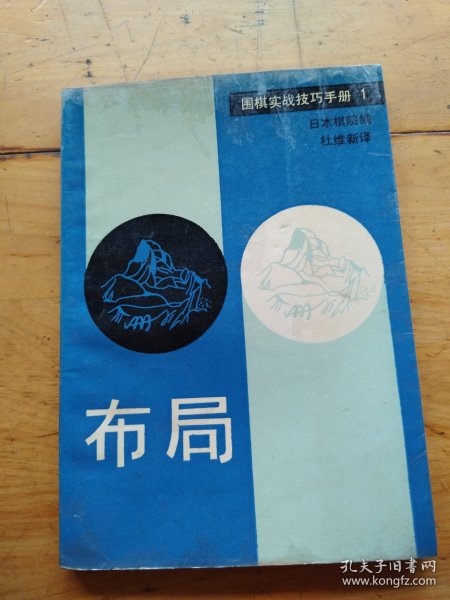 围棋实战技巧手册 1
日本棋院编
杜维新译
布局
孔夫子旧书网
www.kongfz.com